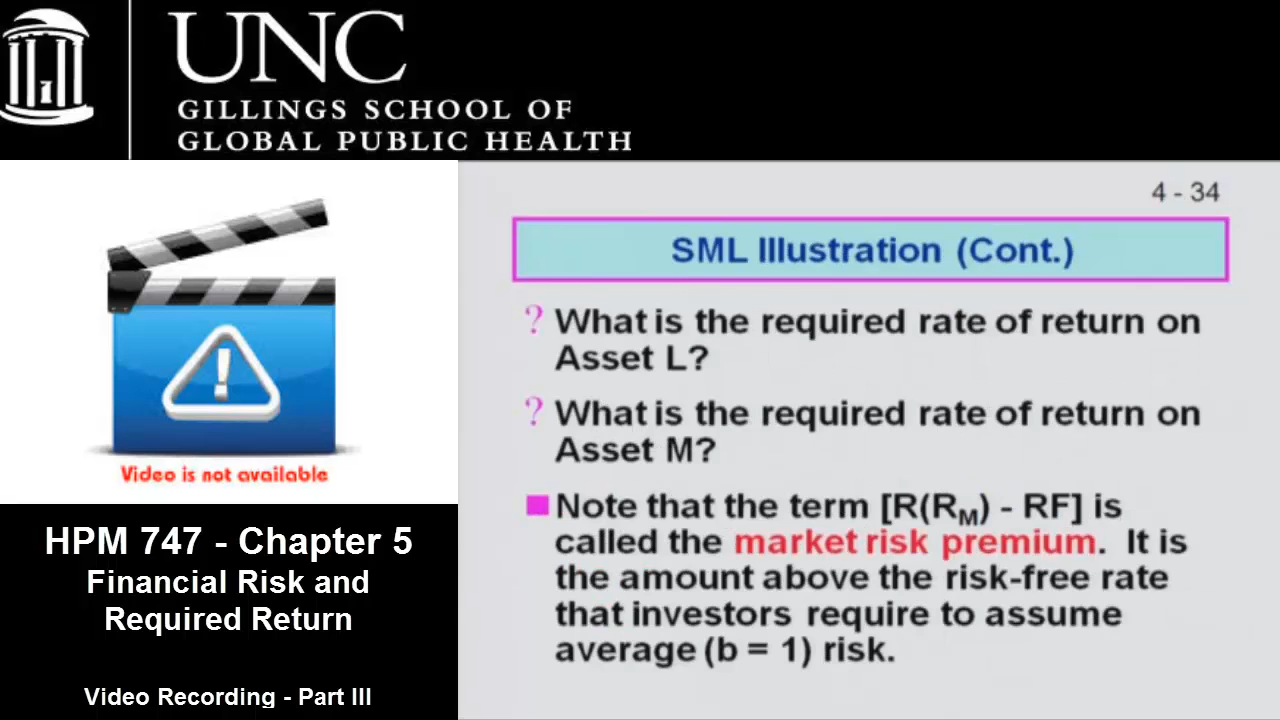 UNC
GILLINGS SCHOOL OF
GLOBAL PUBLIC HEALTH
Video is not available
HPM 747 - Chapter 5
Financial Risk and
Required Return
Video Recording - Part III
4 - 34
SML Illustration (Cont.)
? What is the required rate of return on
Asset L?
? What is the required rate of return on
Asset M?
■ Note that the term [R(RM) - RF] is
called the market risk premium. It is
the amount above the risk-free rate
that investors require to assume
average (b = 1) risk.